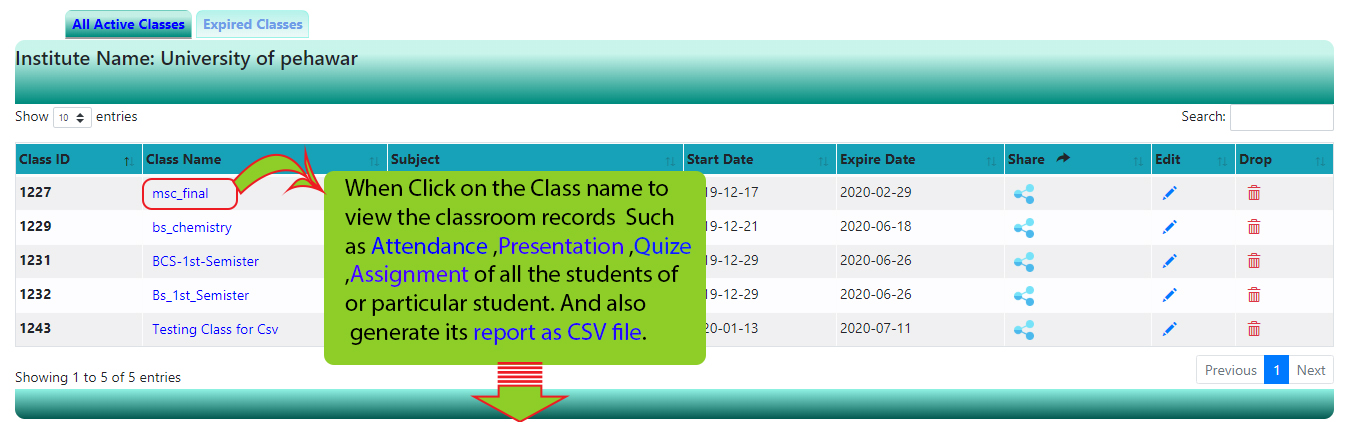 All Active Classes Expired Classes
Institute Name: University of pehawar
Show 10 entries Search:
Class ID Class Name Subject Start Date Expire Date Share Edit Drop
1227 msc_final 19-12-17 2020-02-29
1229 bs_chemistry 19-12-21 2020-06-18
1231 BCS-1st-Semister 19-12-29 2020-06-26
1232 Bs_1st_Semister 19-12-29 2020-06-26
1243 Testing Class for Csv 20-01-13 2020-07-11
When Click on the Class name to
view the classroom records Such
as Attendance ,Presentation ,Quize
,Assignment of all the students of
or particular student. And also
generate its report as CSV file.
Showing 1 to 5 of 5 entries Previous 1 Next